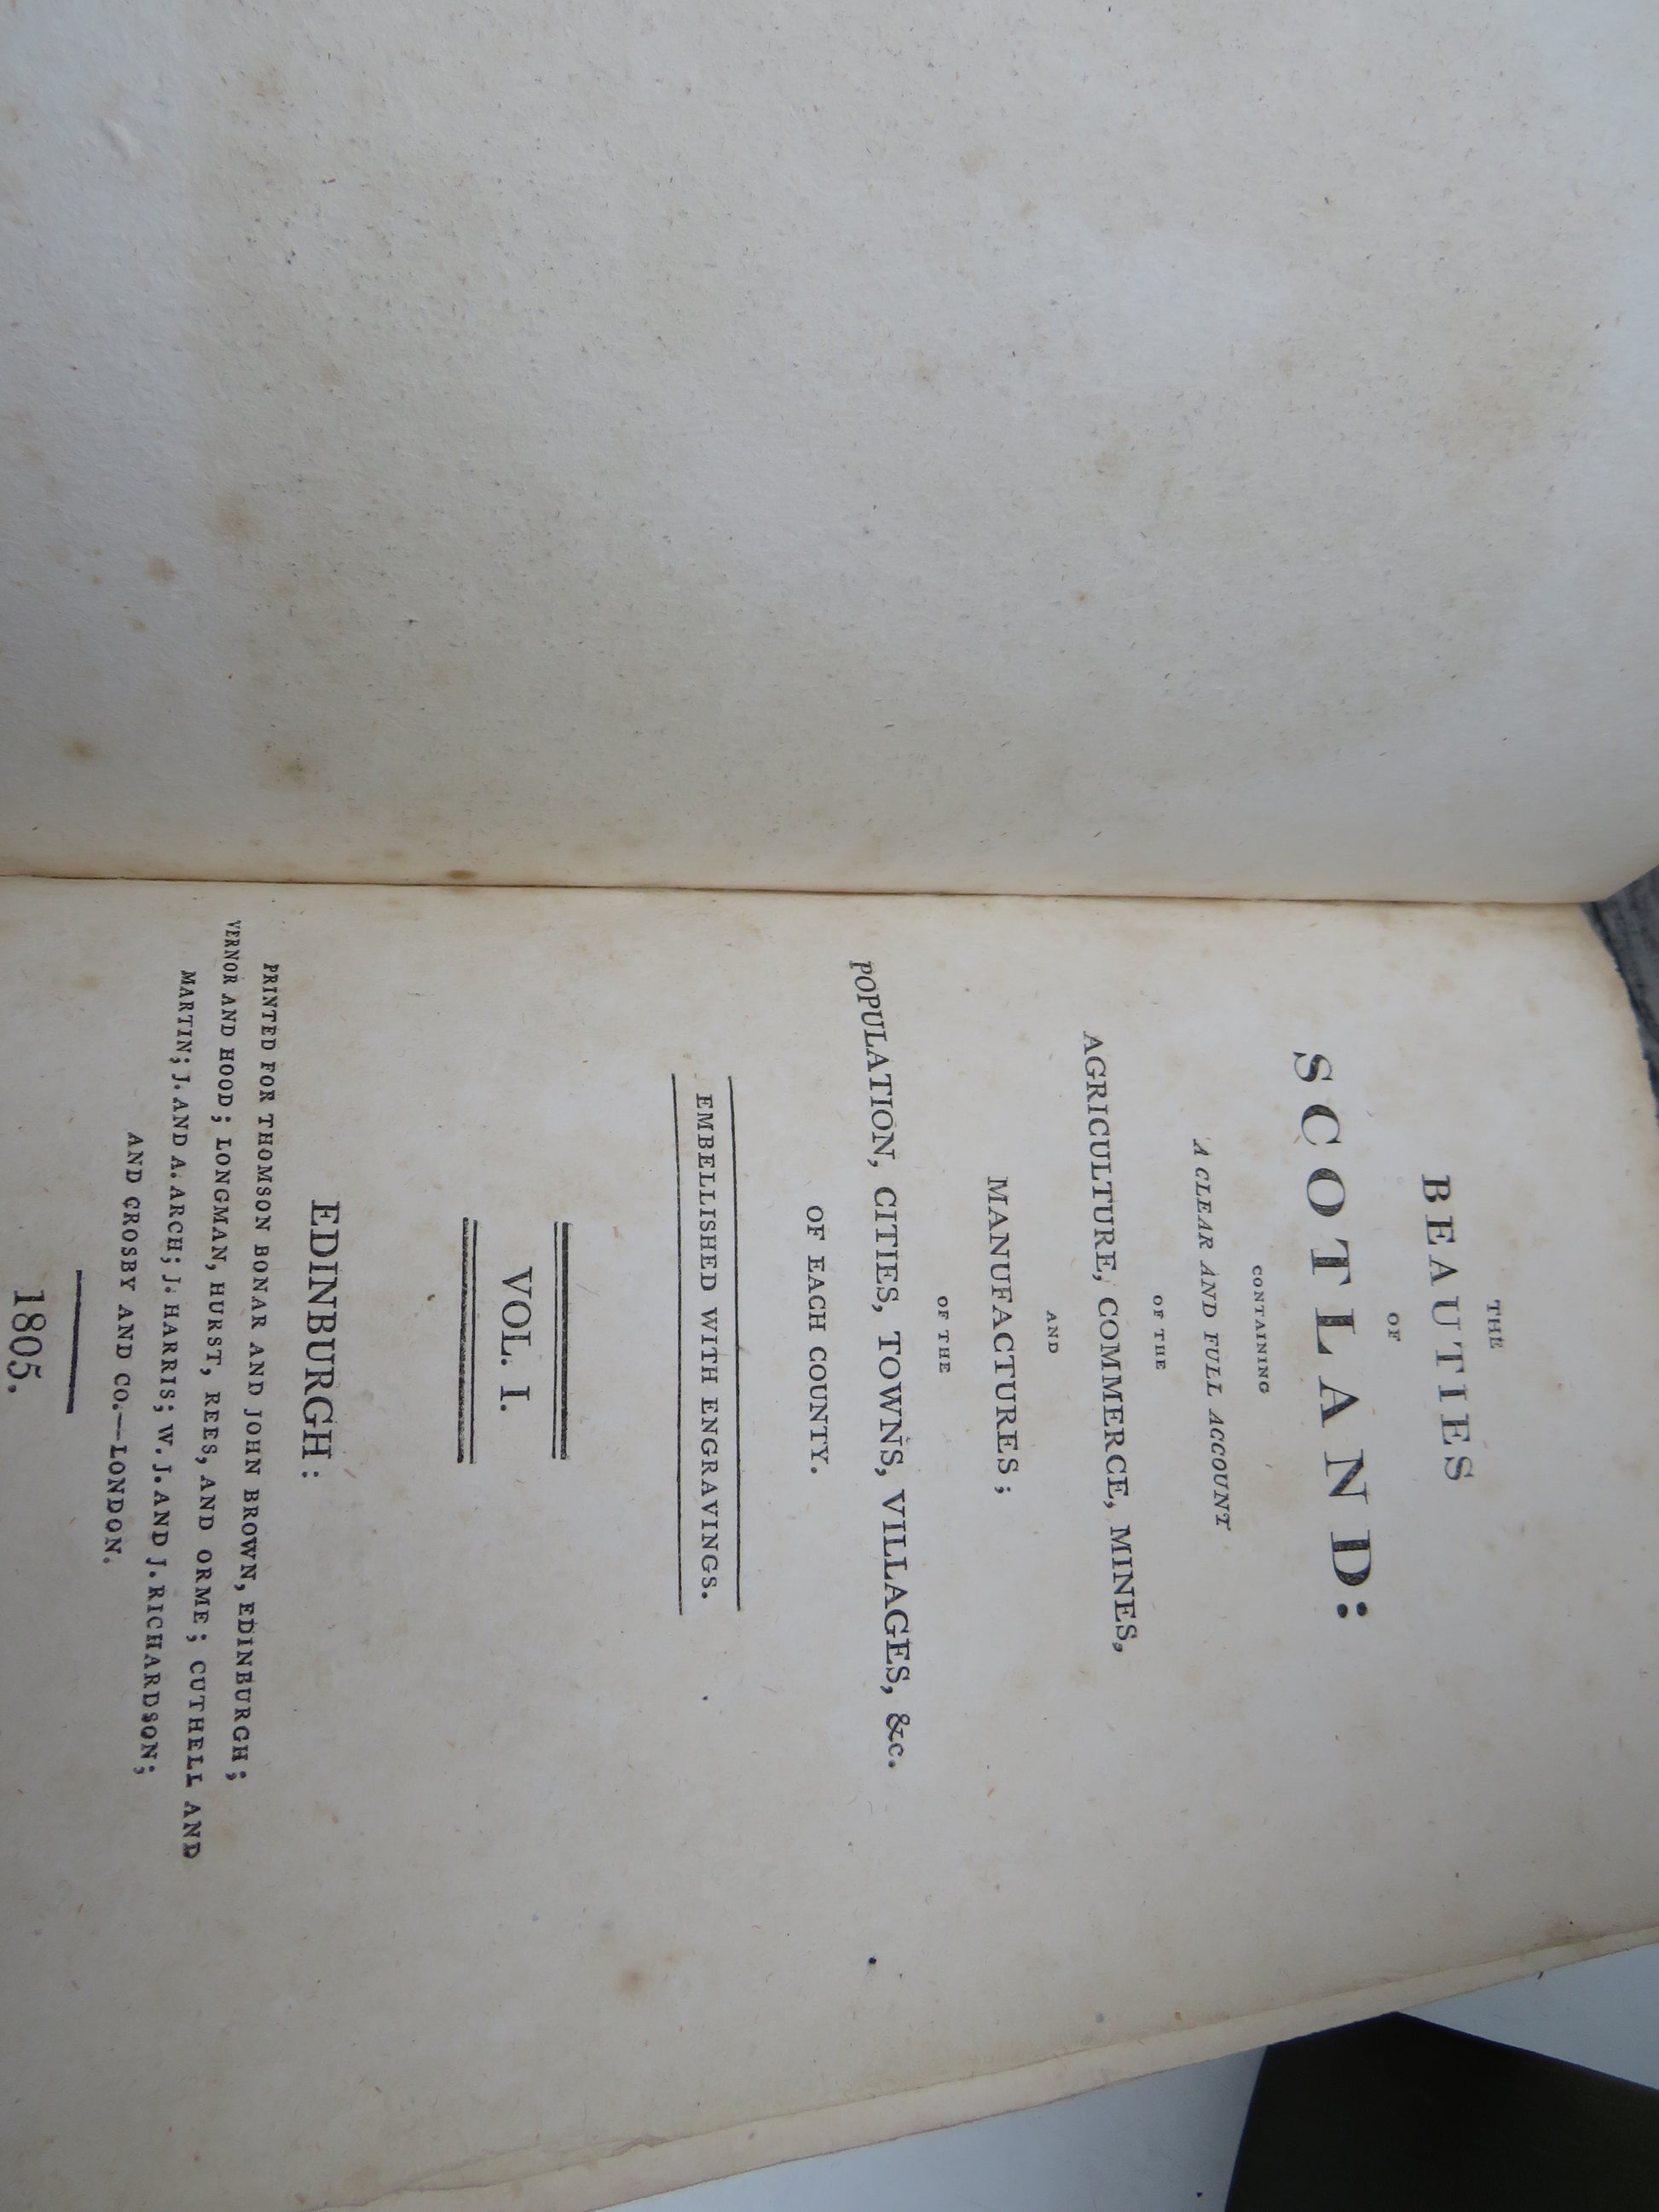 THE
BEAUTIES
OF
SCOTLAND:
CONTAINING
A CLEAR AND FULL ACCOUNT
OF THE
AGRICULTURE, COMMERCE, MINES,
AND
MANUFACTURES;
OF THE
POPULATION, CITIES, TOWNS, VILLAGES, &c.
OF EACH COUNTY.
EMBELLISHED WITH ENGRAVINGS.
VOL. I.
EDINBURGH:
PRINTED FOR THOMSON BONAR AND JOHN BROWN, EDINBURGH;
VERNOR AND HOOD; LONGMAN, HURST, REES, AND ORME; CUTHELL AND
MARTIN; J. AND A. ARCH; J. HARRIS; W. J. AND J. RICHARDSON;
AND CROSBY AND CO.—LONDON.
1805.